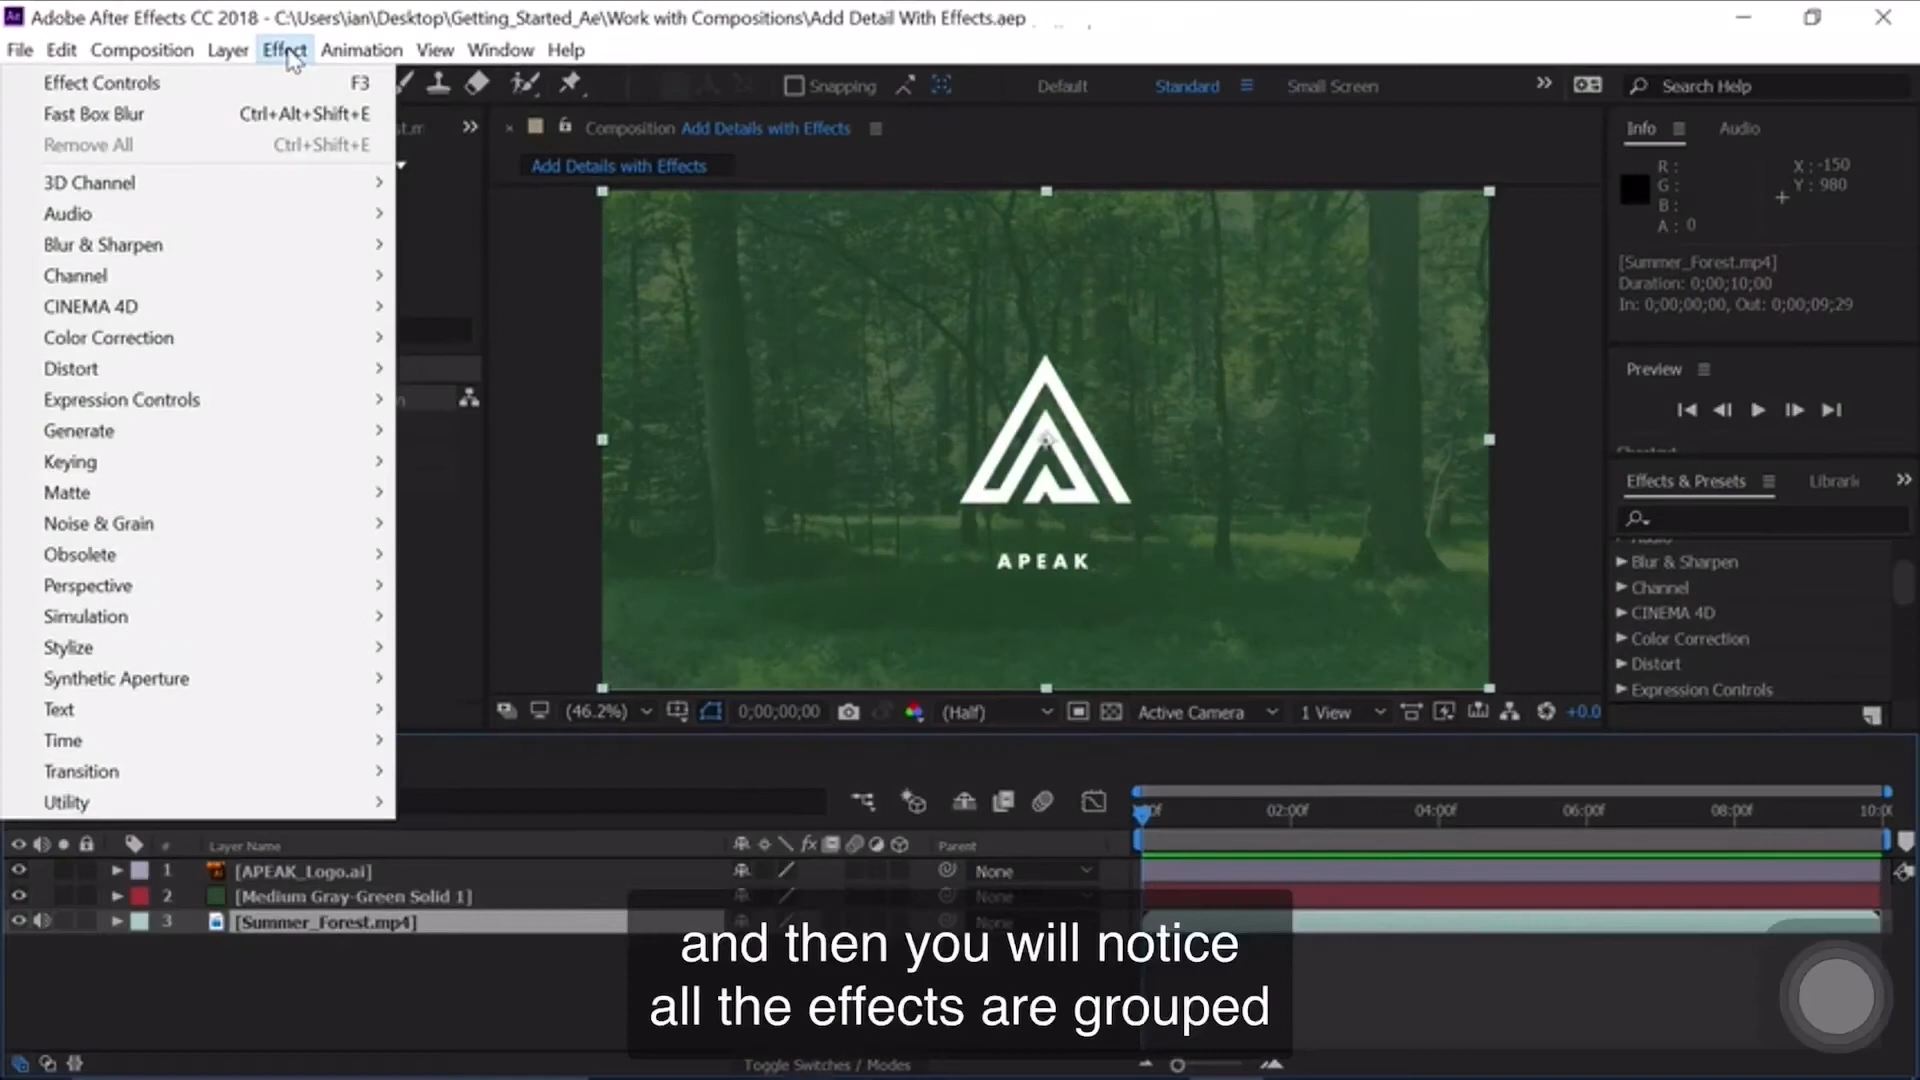 Adobe After Effects CC 2018 - C:\Users\ian\Desktop\Getting_Started_Ae\Work with Compositions\Add Detail With Effects.aep
File Edit Composition Layer Effect Animation View Window Help
Effect Controls F3
Fast Box Blur Ctrl+Alt+Shift+E
Remove All Ctrl+Shift+E
3D Channel
Audio
Blur & Sharpen
Channel
CINEMA 4D
Color Correction
Distort
Expression Controls
Generate
Keying
Matte
Noise & Grain
Obsolete
Perspective
Simulation
Stylize
Synthetic Aperture
Text
Time
Transition
Utility
Snapping Default Standard Small Screen Search Help
Composition Add Details with Effects
Add Details with Effects
APEAK
(46.2%) 0;00;00;00 (Half) Active Camera 1 View +0.0
Info Audio
R : X : -150
G : Y : 980
B :
A : 0
[Summer_Forest.mp4]
Duration: 0;00;10;00
In: 0;00;00;00, Out: 0;00;09;29
Preview
Effects & Presets
Blur & Sharpen
Channel
CINEMA 4D
Color Correction
Distort
Expression Controls
02:00f 04:00f 06:00f 08:00f
# Layer Name Parent
1 [APEAK_Logo.ai] None
2 [Medium Gray-Green Solid 1] None
3 [Summer_Forest.mp4] None
and then you will notice
all the effects are grouped
Toggle Switches / Modes